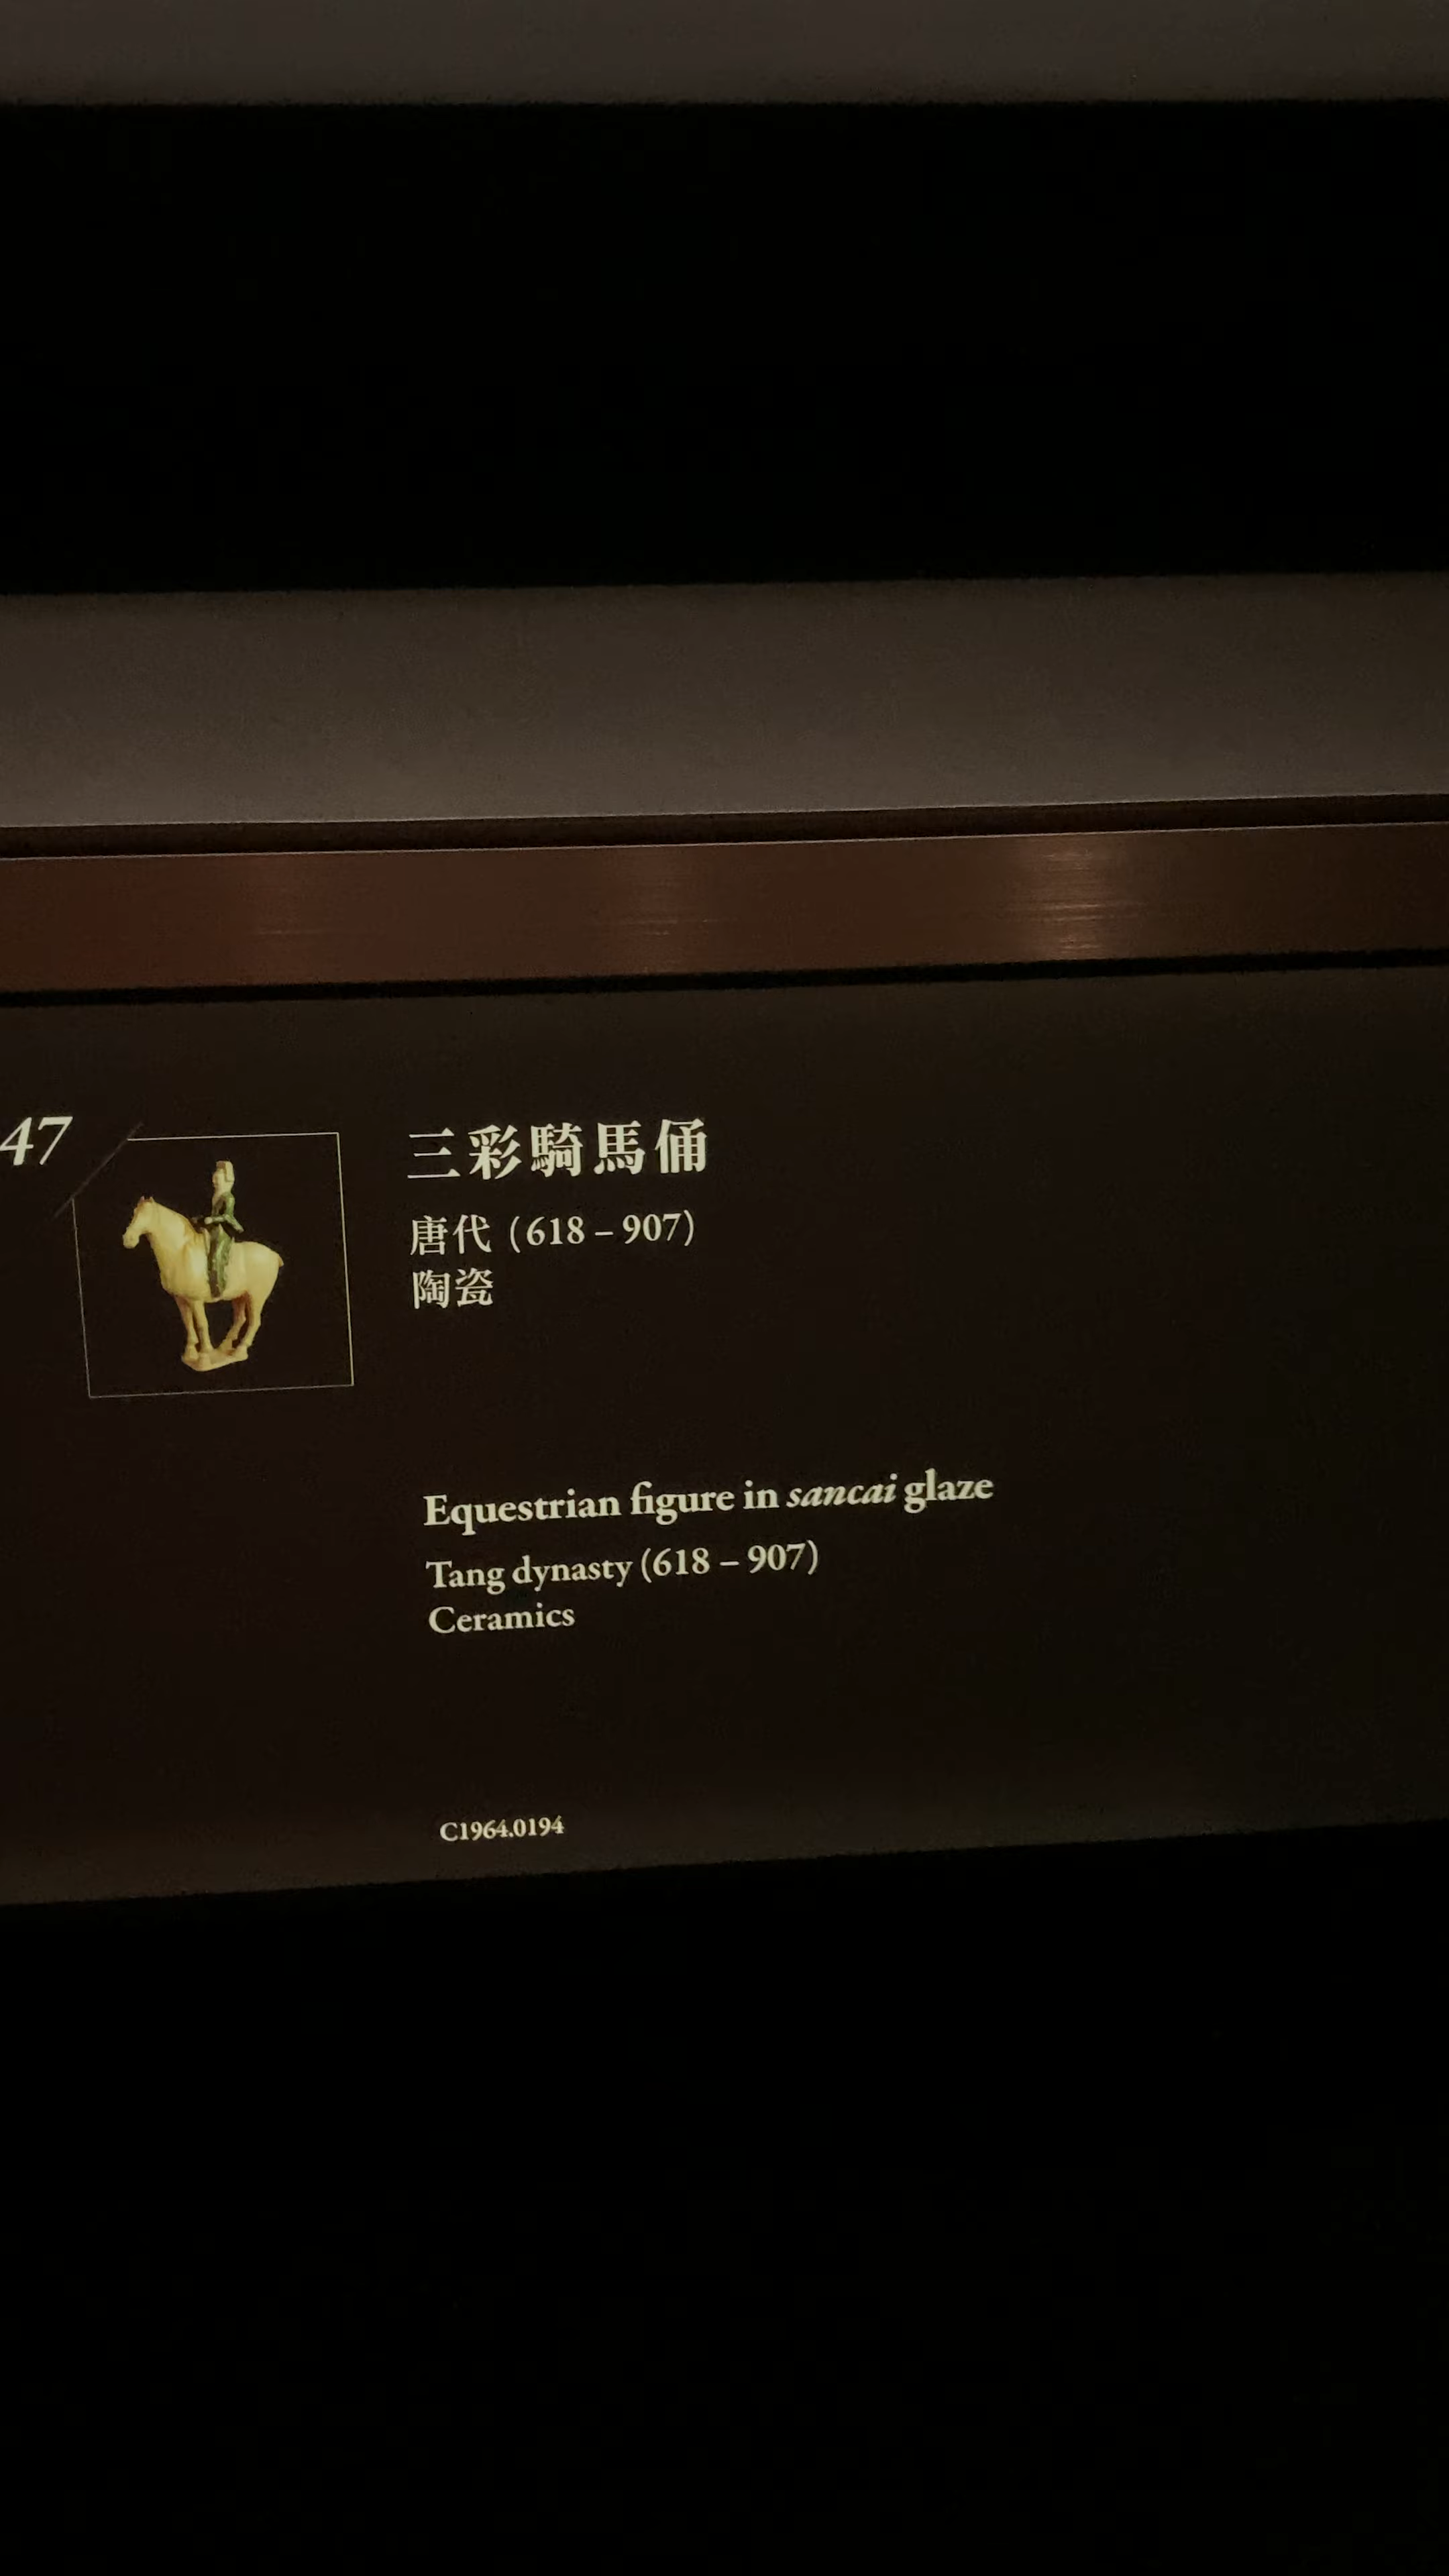 47
三彩騎馬俑
唐代 (618 – 907)
陶瓷
Equestrian figure in sancai glaze
Tang dynasty (618 – 907)
Ceramics
C1964.0194